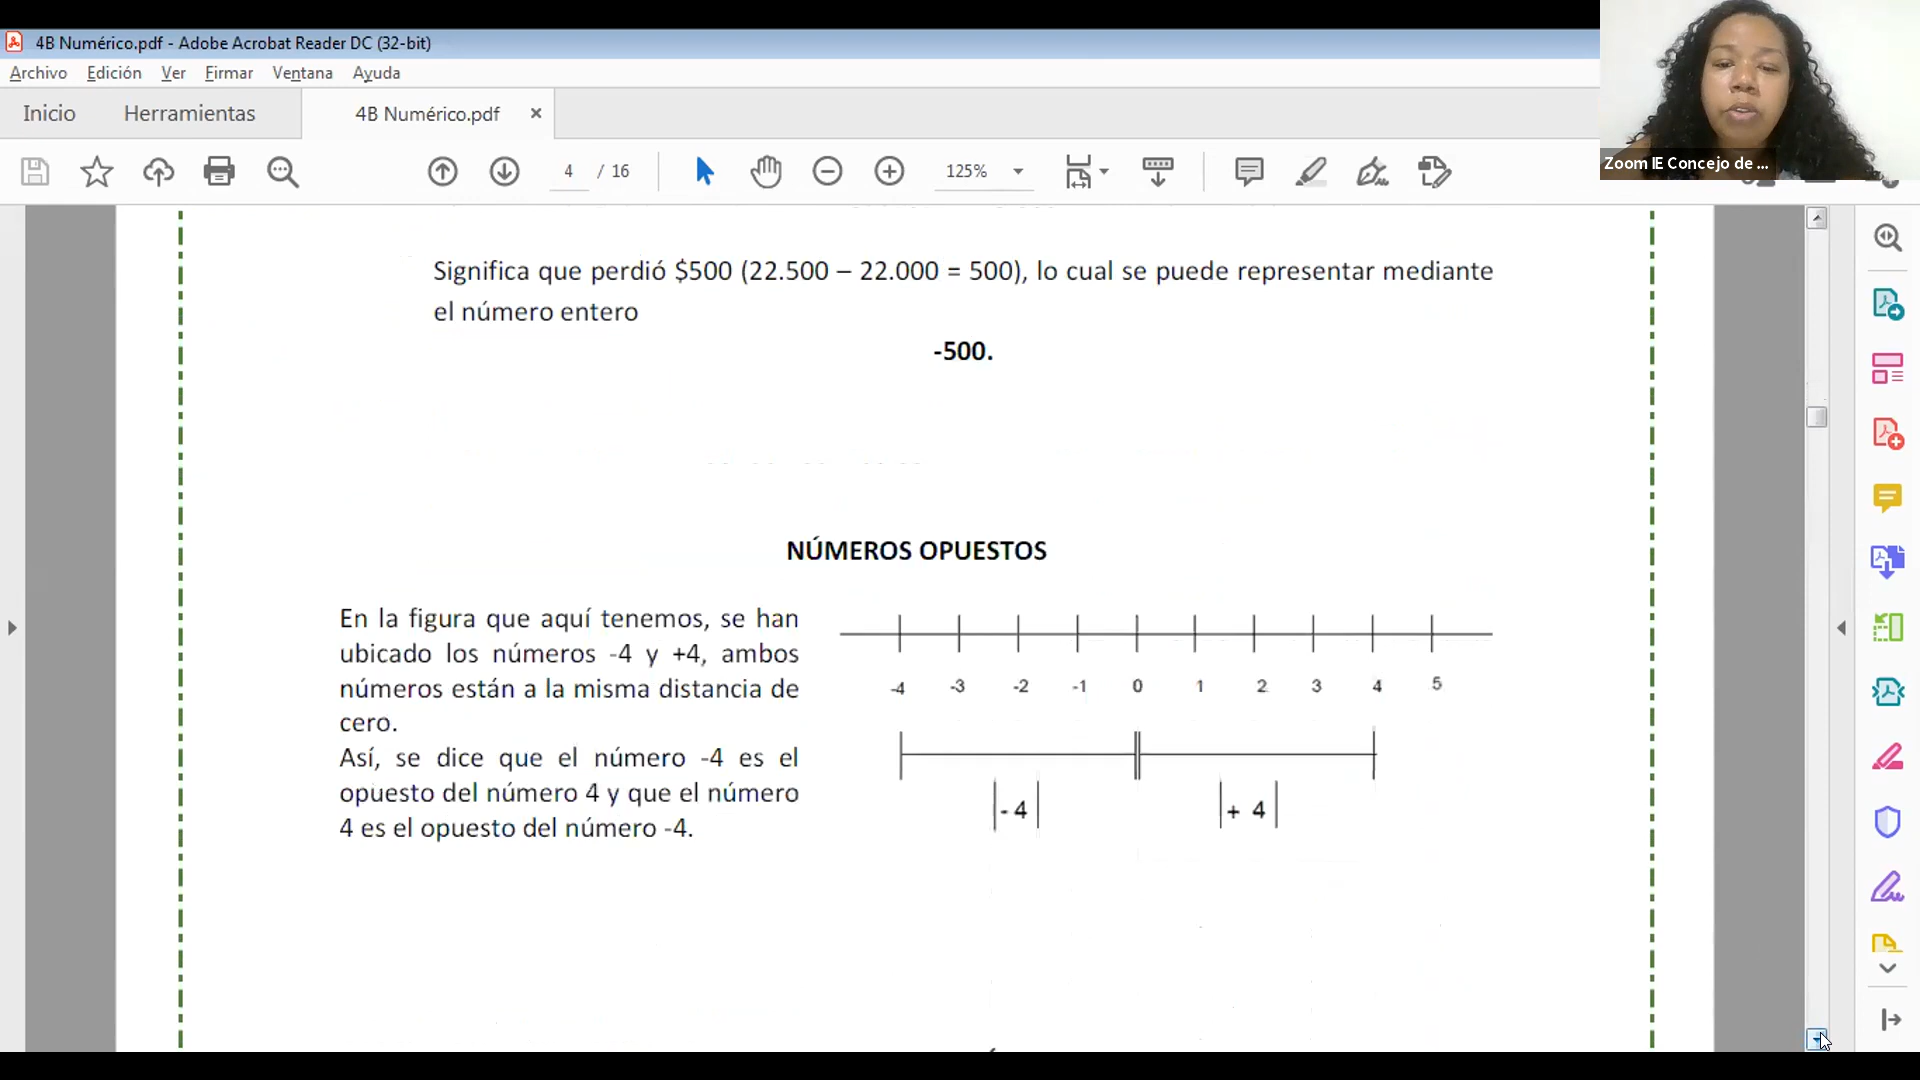 4B Numérico.pdf - Adobe Acrobat Reader DC (32-bit)
Archivo Edición Ver Firmar Ventana Ayuda
Inicio Herramientas 4B Numérico.pdf ×
4 / 16 125%
Zoom IE Concejo de ...
Significa que perdió $500 (22.500 – 22.000 = 500), lo cual se puede representar mediante
el número entero
-500.
NÚMEROS OPUESTOS
En la figura que aquí tenemos, se han
ubicado los números -4 y +4, ambos
números están a la misma distancia de
cero.
Así, se dice que el número -4 es el
opuesto del número 4 y que el número
4 es el opuesto del número -4.
-4 -3 -2 -1 0 1 2 3 4 5
|- 4| |+ 4|